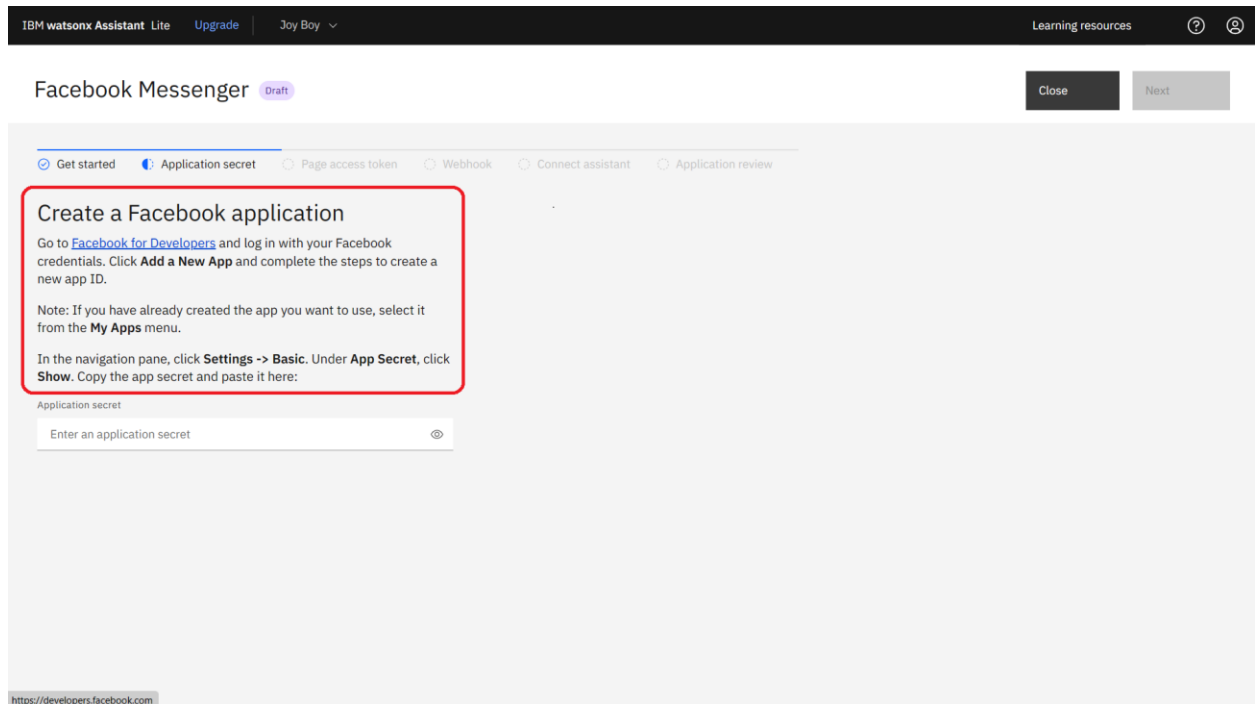 IBM watsonx Assistant Lite Upgrade Joy Boy Learning resources
Facebook Messenger Draft Close Next
Get started Application secret Page access token Webhook Connect assistant Application review
Create a Facebook application
Go to Facebook for Developers and log in with your Facebook
credentials. Click Add a New App and complete the steps to create a
new app ID.
Note: If you have already created the app you want to use, select it
from the My Apps menu.
In the navigation pane, click Settings -> Basic. Under App Secret, click
Show. Copy the app secret and paste it here:
Application secret
Enter an application secret
https://developers.facebook.com